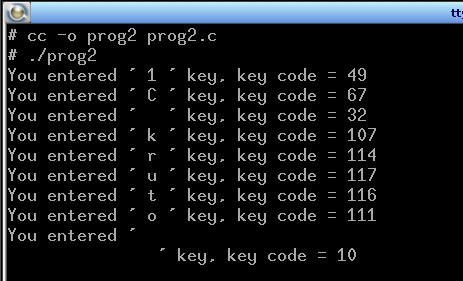 tty
# cc -o prog2 prog2.c
# ./prog2
You entered ´ 1 ´ key, key code = 49
You entered ´ C ´ key, key code = 67
You entered ´   ´ key, key code = 32
You entered ´ k ´ key, key code = 107
You entered ´ r ´ key, key code = 114
You entered ´ u ´ key, key code = 117
You entered ´ t ´ key, key code = 116
You entered ´ o ´ key, key code = 111
You entered ´
´ key, key code = 10